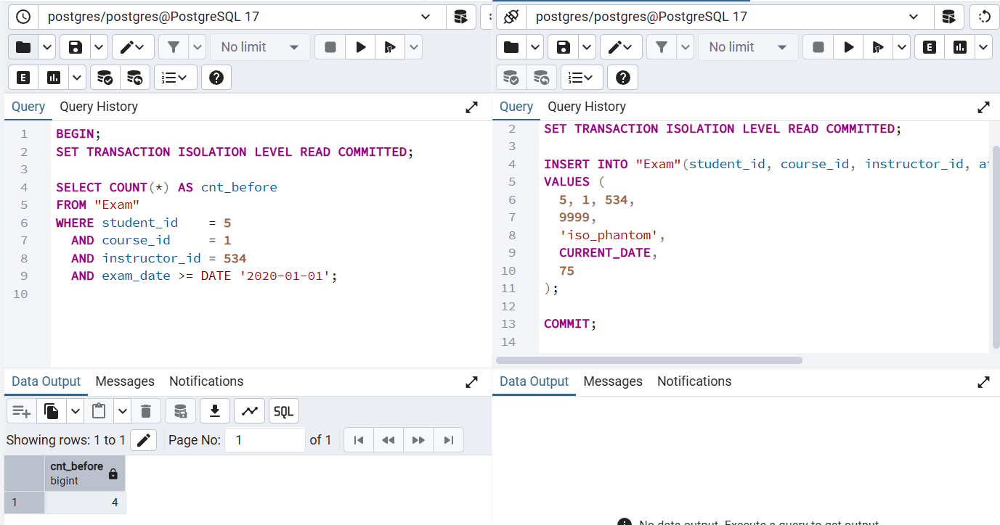 postgres/postgres@PostgreSQL 17
No limit
E
Query Query History
1 BEGIN;
2 SET TRANSACTION ISOLATION LEVEL READ COMMITTED;
3
4 SELECT COUNT(*) AS cnt_before
5 FROM "Exam"
6 WHERE student_id    = 5
7   AND course_id     = 1
8   AND instructor_id = 534
9   AND exam_date >= DATE '2020-01-01';
10
Data Output Messages Notifications
SQL
Showing rows: 1 to 1 Page No: 1 of 1
cnt_before
bigint
1 4
postgres/postgres@PostgreSQL 17
No limit E
Query Query History
2 SET TRANSACTION ISOLATION LEVEL READ COMMITTED;
3
4 INSERT INTO "Exam"(student_id, course_id, instructor_id,
5 VALUES (
6   5, 1, 534,
7   9999,
8   'iso_phantom',
9   CURRENT_DATE,
10   75
11 );
12
13 COMMIT;
14
Data Output Messages Notifications
No data output. Execute a query to get output.